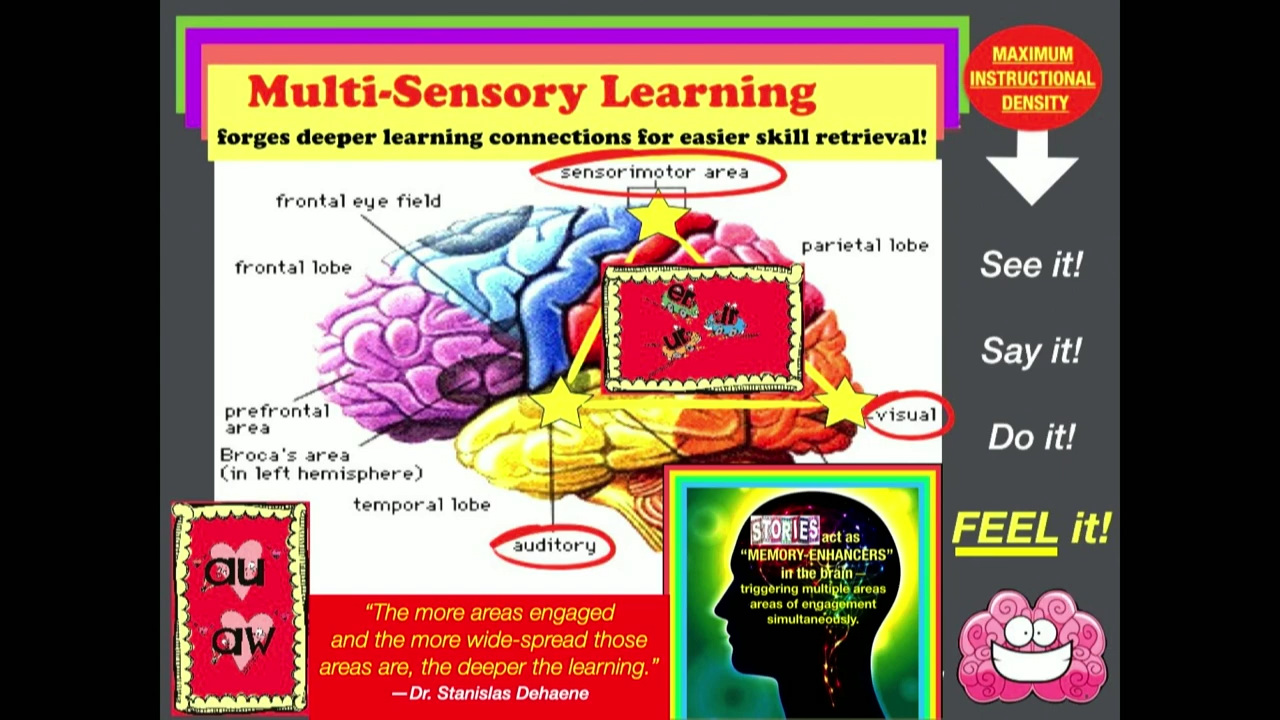 Multi-Sensory Learning
forges deeper learning connections for easier skill retrieval!
MAXIMUM
INSTRUCTIONAL
DENSITY
sensorimotor area
frontal eye field
parietal lobe
frontal lobe
er
ir
ur
prefrontal
area
visual
Broca's area
(in left hemisphere)
temporal lobe
auditory
See it!
Say it!
Do it!
FEEL it!
au
aw
STORIES act as
“MEMORY-ENHANCERS”
in the brain—
triggering multiple areas
areas of engagement
simultaneously.
“The more areas engaged
and the more wide-spread those
areas are, the deeper the learning.”
—Dr. Stanislas Dehaene